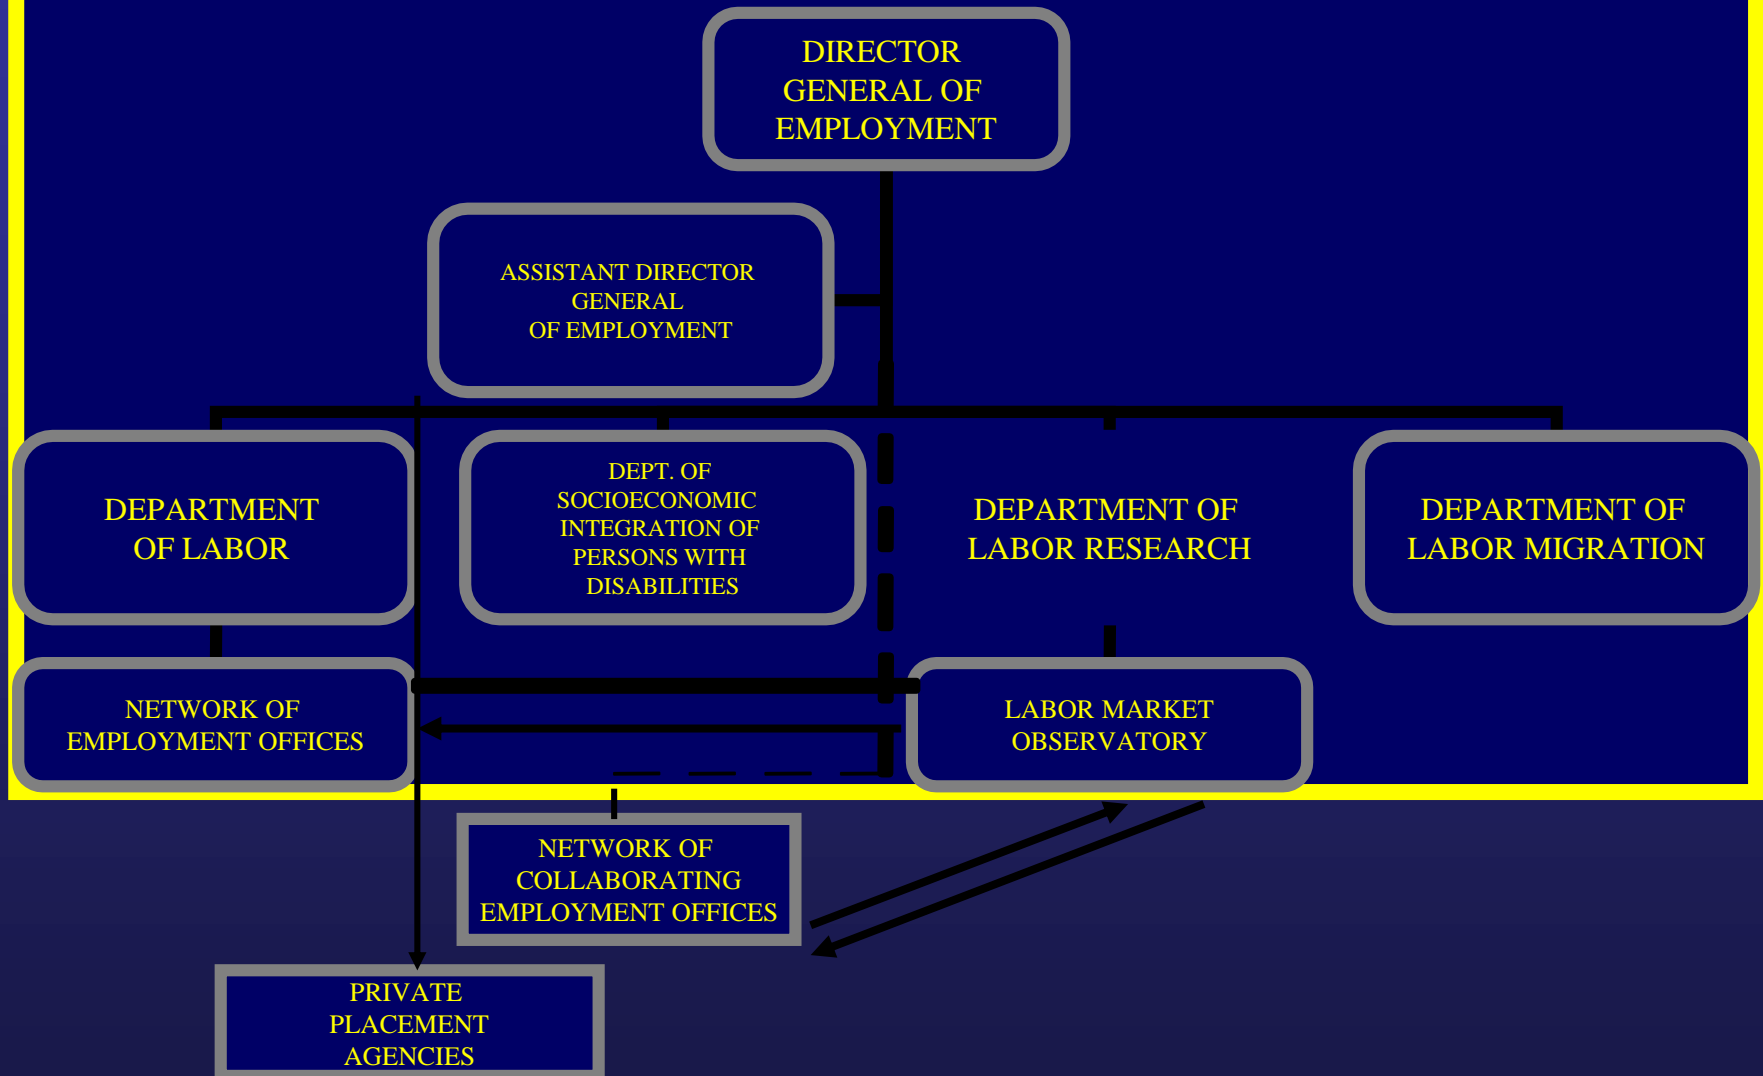 DIRECTOR
GENERAL OF
EMPLOYMENT
ASSISTANT DIRECTOR
GENERAL
OF EMPLOYMENT
DEPARTMENT
OF LABOR
DEPT. OF
SOCIOECONOMIC
INTEGRATION OF
PERSONS WITH
DISABILITIES
DEPARTMENT OF
LABOR RESEARCH
DEPARTMENT OF
LABOR MIGRATION
NETWORK OF
EMPLOYMENT OFFICES
LABOR MARKET
OBSERVATORY
NETWORK OF
COLLABORATING
EMPLOYMENT OFFICES
PRIVATE
PLACEMENT
AGENCIES